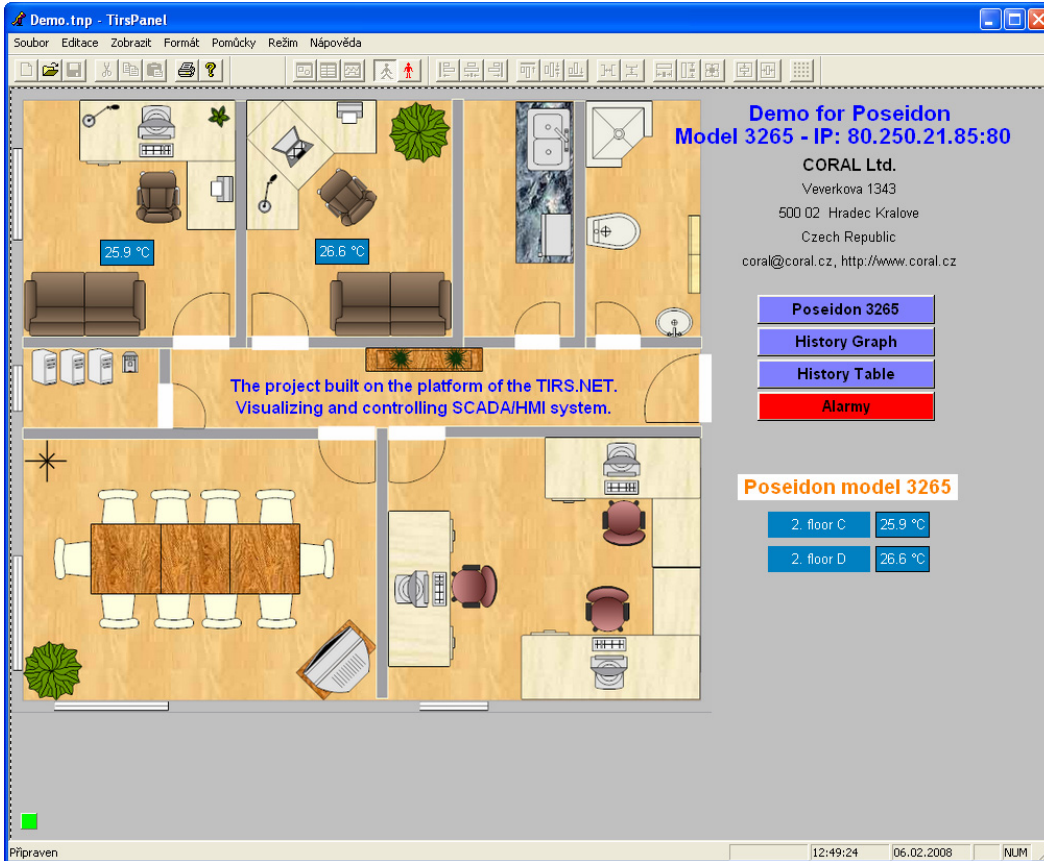 Demo.tnp - TirsPanel
Soubor Editace Zobrazit Formát Pomůcky Režim Nápověda
Demo for Poseidon
Model 3265 - IP: 80.250.21.85:80
CORAL Ltd.
Veverkova 1343
500 02 Hradec Kralove
Czech Republic
coral@coral.cz, http://www.coral.cz
25.9 °C
26.6 °C
Poseidon 3265
History Graph
History Table
Alarmy
The project built on the platform of the TIRS.NET.
Visualizing and controlling SCADA/HMI system.
Poseidon model 3265
2. floor C 25.9 °C
2. floor D 26.6 °C
Připraven 12:49:24 06.02.2008 NUM